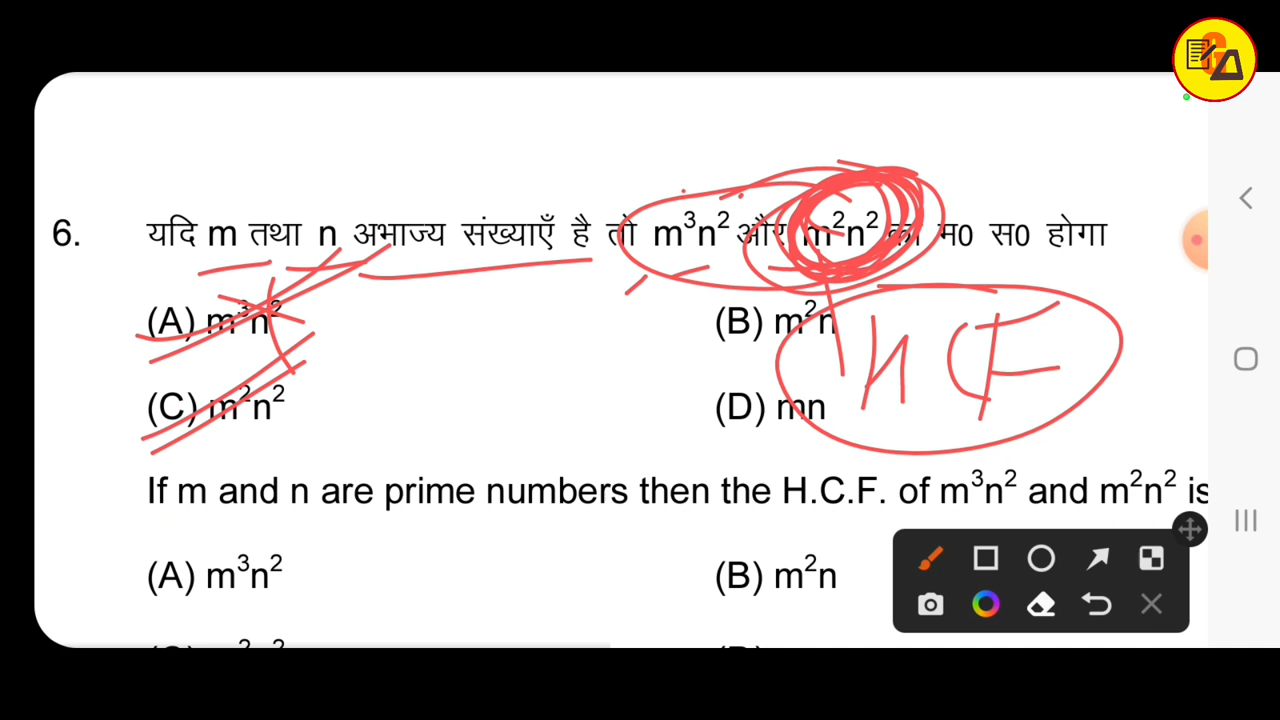 6. यदि m तथा n अभाज्य संख्याएँ है तो m³n² और m²n² का म0 स0 होगा
(A) m³n² (B) m²n
(C) m²n² (D) mn
HCF
If m and n are prime numbers then the H.C.F. of m³n² and m²n² is
(A) m³n² (B) m²n